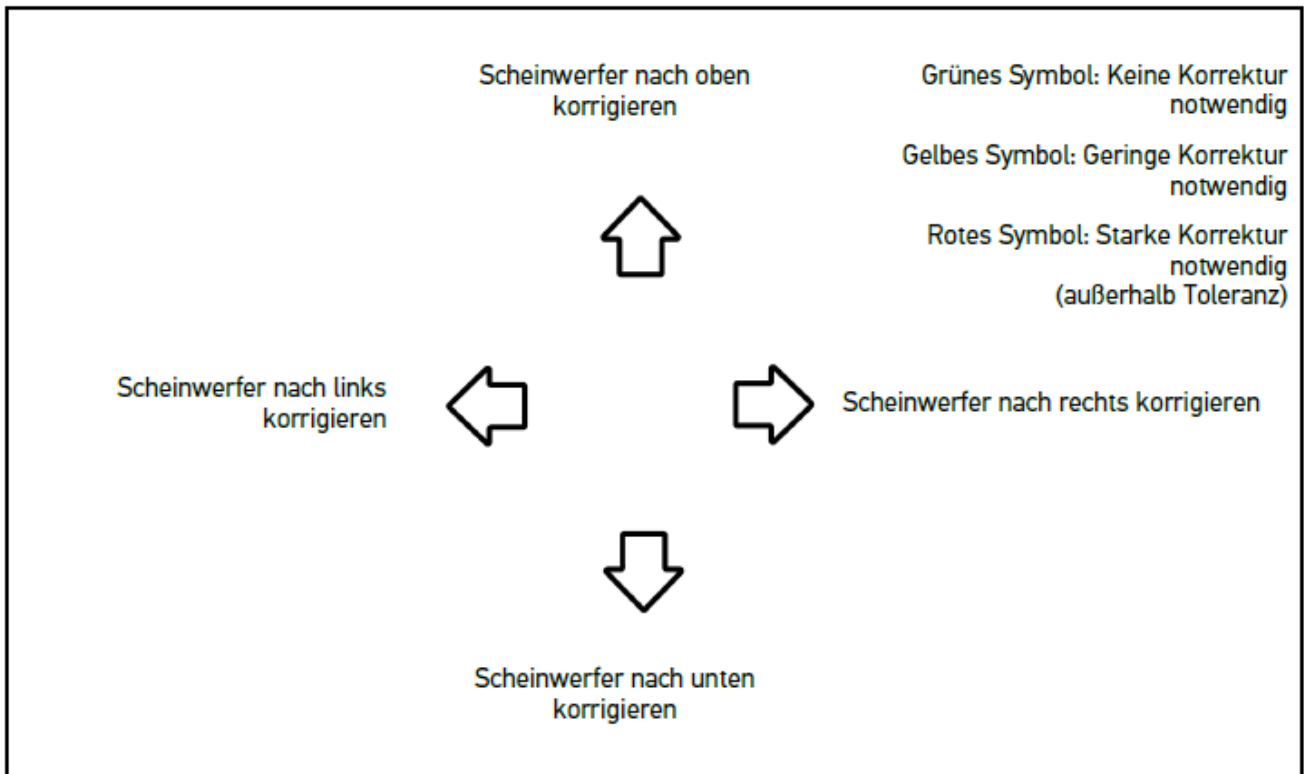 Scheinwerfer nach oben
korrigieren
Grünes Symbol: Keine Korrektur
notwendig
Gelbes Symbol: Geringe Korrektur
notwendig
Rotes Symbol: Starke Korrektur
notwendig
(außerhalb Toleranz)
Scheinwerfer nach links
korrigieren
Scheinwerfer nach rechts korrigieren
Scheinwerfer nach unten
korrigieren